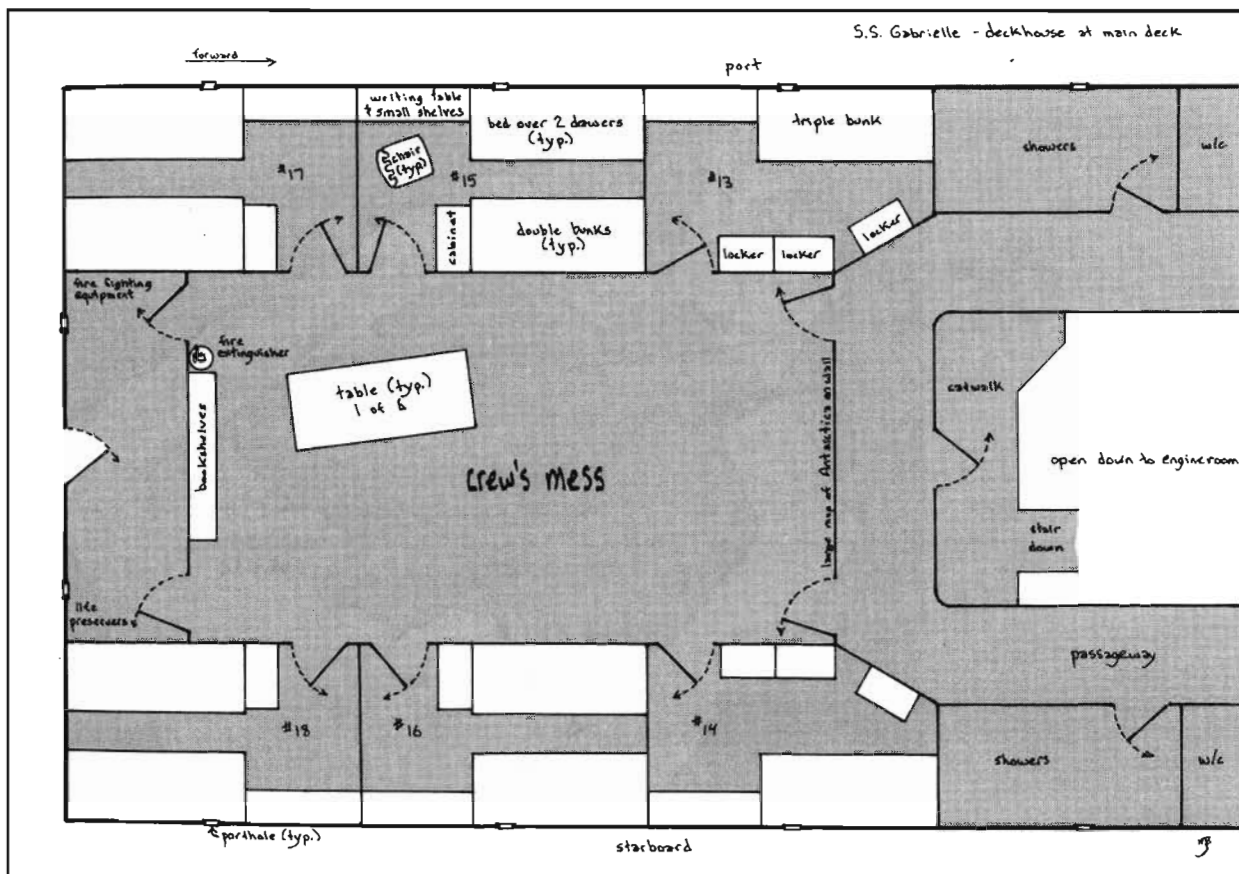 S.S. Gabrielle - deckhouse at main deck
forward
port
writing table
+ small shelves
bed over 2 dawers
(typ.)
triple bunk
showers
w/c
chair
(typ)
#17
#15
#13
cabinet
double bunks
(typ.)
locker
locker
locker
fire fighting
equipment
fire
extinguisher
table (typ.)
1 of 6
bookshelves
crew's mess
large map of Antarctica on wall
catwalk
open down to engineroom
stair
down
life
preservers
passageway
#18
#16
#14
showers
w/c
porthole (typ.)
starboard